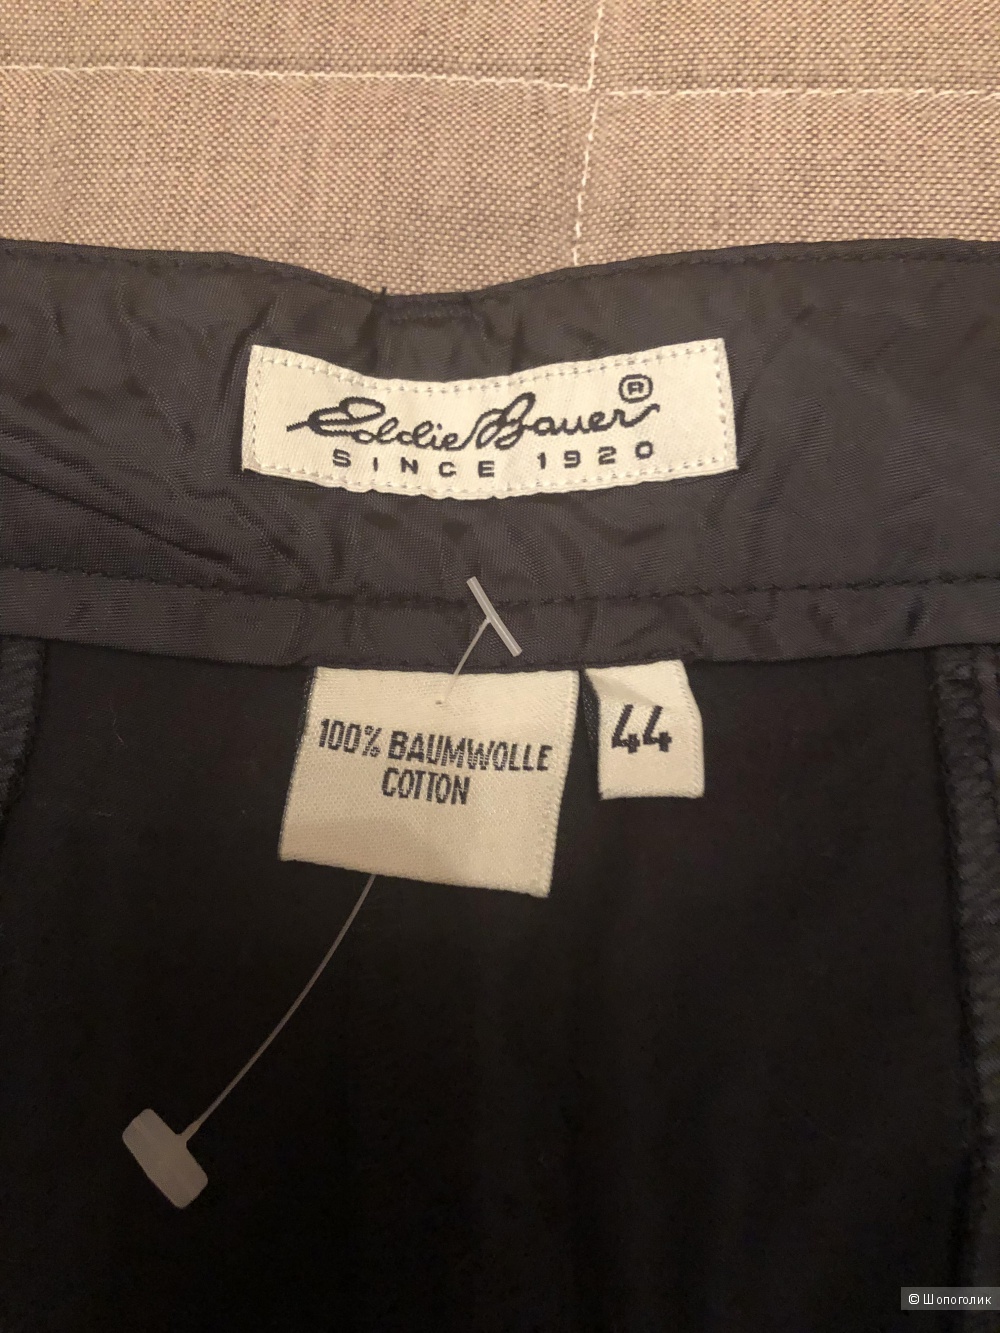 Eddie Bauer ®
SINCE 1920
100% BAUMWOLLE
COTTON
44
© Шопоголик